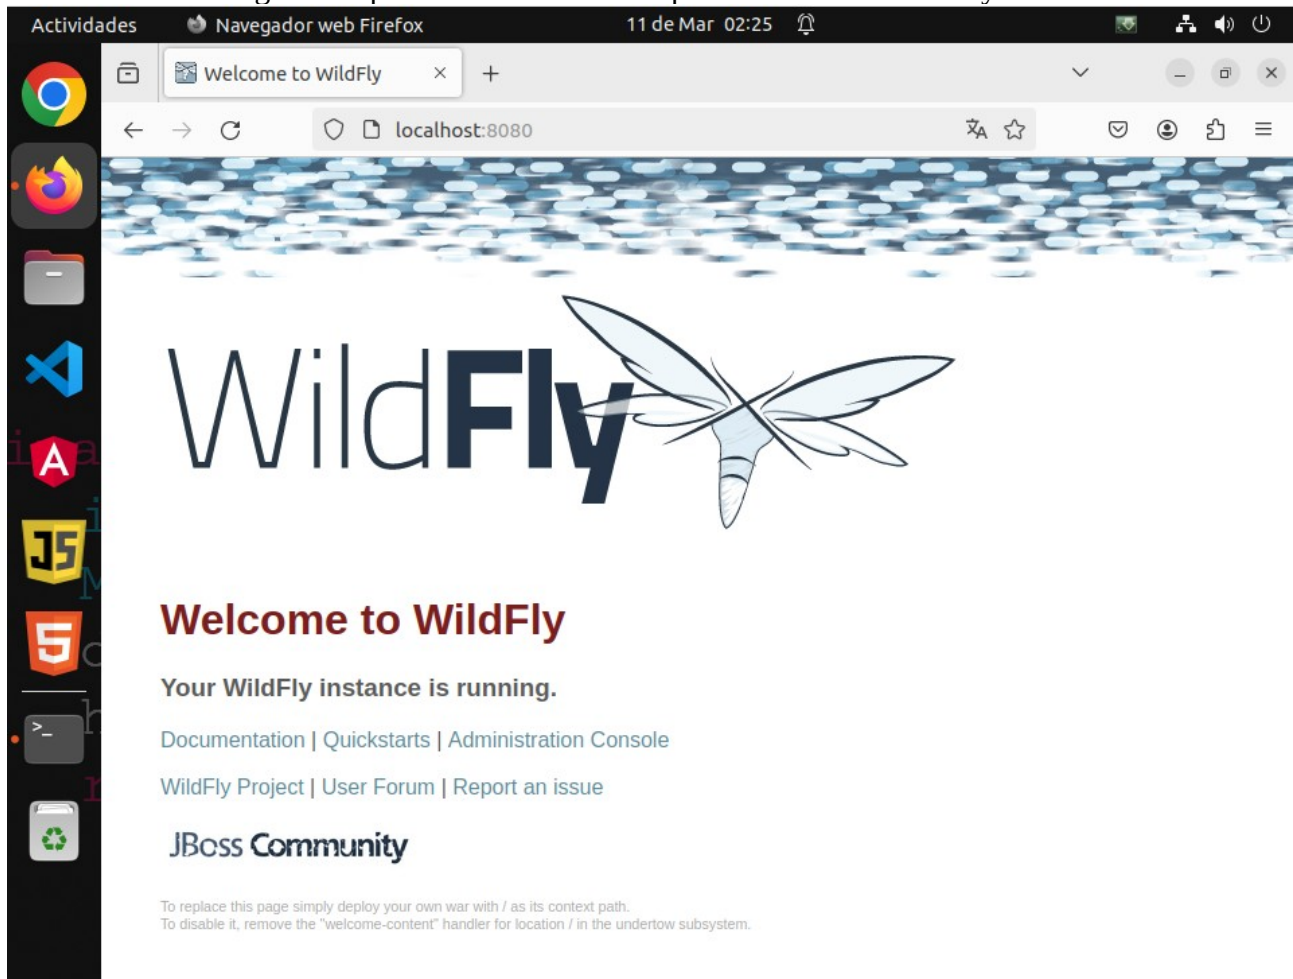 Actividades Navegador web Firefox 11 de Mar 02:25
Welcome to WildFly
localhost:8080
WildFly
Welcome to WildFly
Your WildFly instance is running.
Documentation | Quickstarts | Administration Console
WildFly Project | User Forum | Report an issue
JBoss Community
To replace this page simply deploy your own war with / as its context path.
To disable it, remove the "welcome-content" handler for location / in the undertow subsystem.